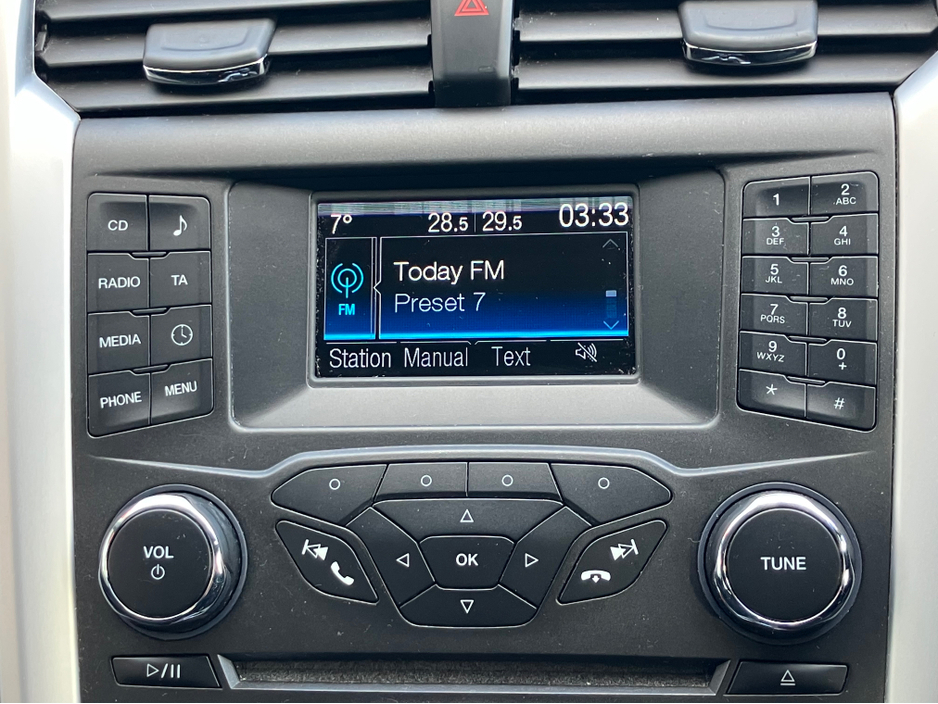 7° 28.5 29.5 03:33
FM
Today FM
Preset 7
Station Manual Text
CD
RADIO TA
MEDIA
PHONE MENU
1 2 ABC
3 DEF 4 GHI
5 JKL 6 MNO
7 PQRS 8 TUV
9 WXYZ 0 +
* #
VOL
OK
TUNE